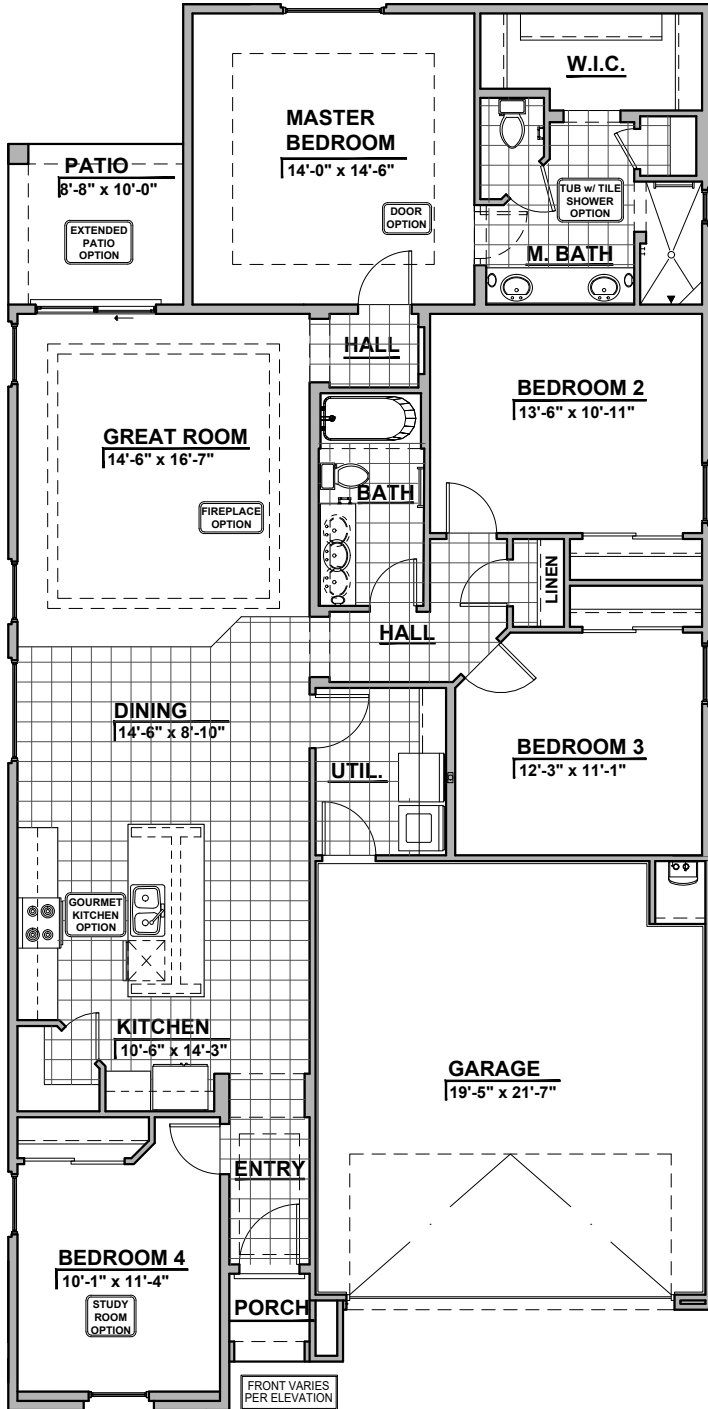 W.I.C.
MASTER
BEDROOM
14'-0" x 14'-6"
PATIO
8'-8" x 10'-0"
EXTENDED
PATIO
OPTION
DOOR
OPTION
TUB w/ TILE
SHOWER
OPTION
M. BATH
HALL
BEDROOM 2
13'-6" x 10'-11"
GREAT ROOM
14'-6" x 16'-7"
FIREPLACE
OPTION
BATH
LINEN
HALL
DINING
14'-6" x 8'-10"
UTIL.
BEDROOM 3
12'-3" x 11'-1"
GOURMET
KITCHEN
OPTION
KITCHEN
10'-6" x 14'-3"
GARAGE
19'-5" x 21'-7"
ENTRY
BEDROOM 4
10'-1" x 11'-4"
STUDY
ROOM
OPTION
PORCH
FRONT VARIES
PER ELEVATION